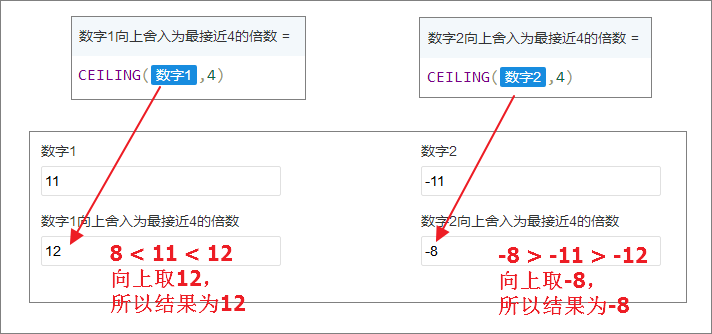 数字1向上舍入为最接近4的倍数 =
CEILING(数字1,4)
数字2向上舍入为最接近4的倍数 =
CEILING(数字2,4)
数字1
11
数字1向上舍入为最接近4的倍数
12
8 < 11 < 12
向上取12，
所以结果为12
数字2
-11
数字2向上舍入为最接近4的倍数
-8
-8 > -11 > -12
向上取-8，
所以结果为-8